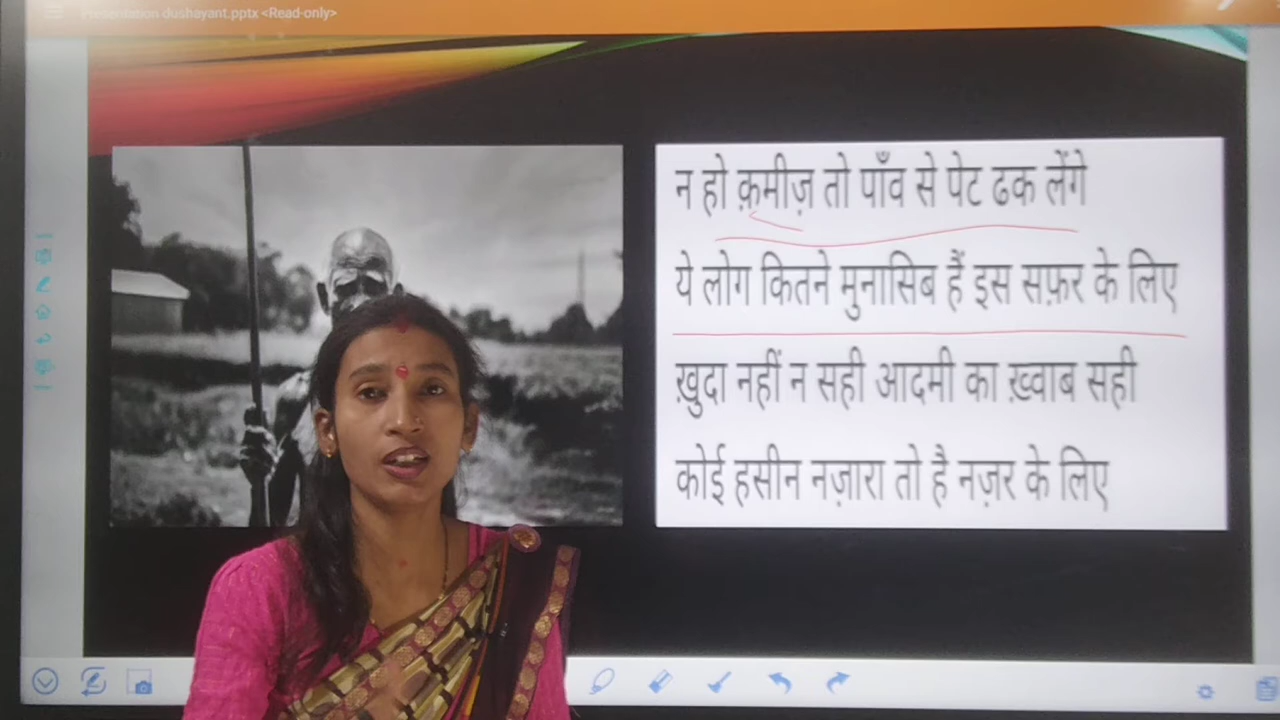 Presentation dushayant.pptx <Read-only>
न हो क़मीज़ तो पाँव से पेट ढक लेंगे
ये लोग कितने मुनासिब हैं इस सफ़र के लिए
ख़ुदा नहीं न सही आदमी का ख़्वाब सही
कोई हसीन नज़ारा तो है नज़र के लिए